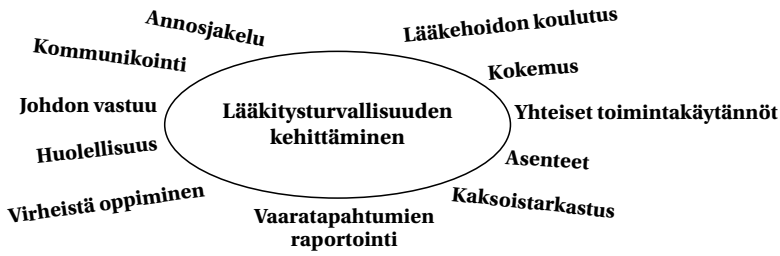 Annosjakelu
Lääkehoidon koulutus
Kommunikointi
Kokemus
Johdon vastuu
Lääkitysturvallisuuden
kehittäminen
Yhteiset toimintakäytännöt
Huolellisuus
Asenteet
Virheistä oppiminen
Kaksoistarkastus
Vaaratapahtumien
raportointi